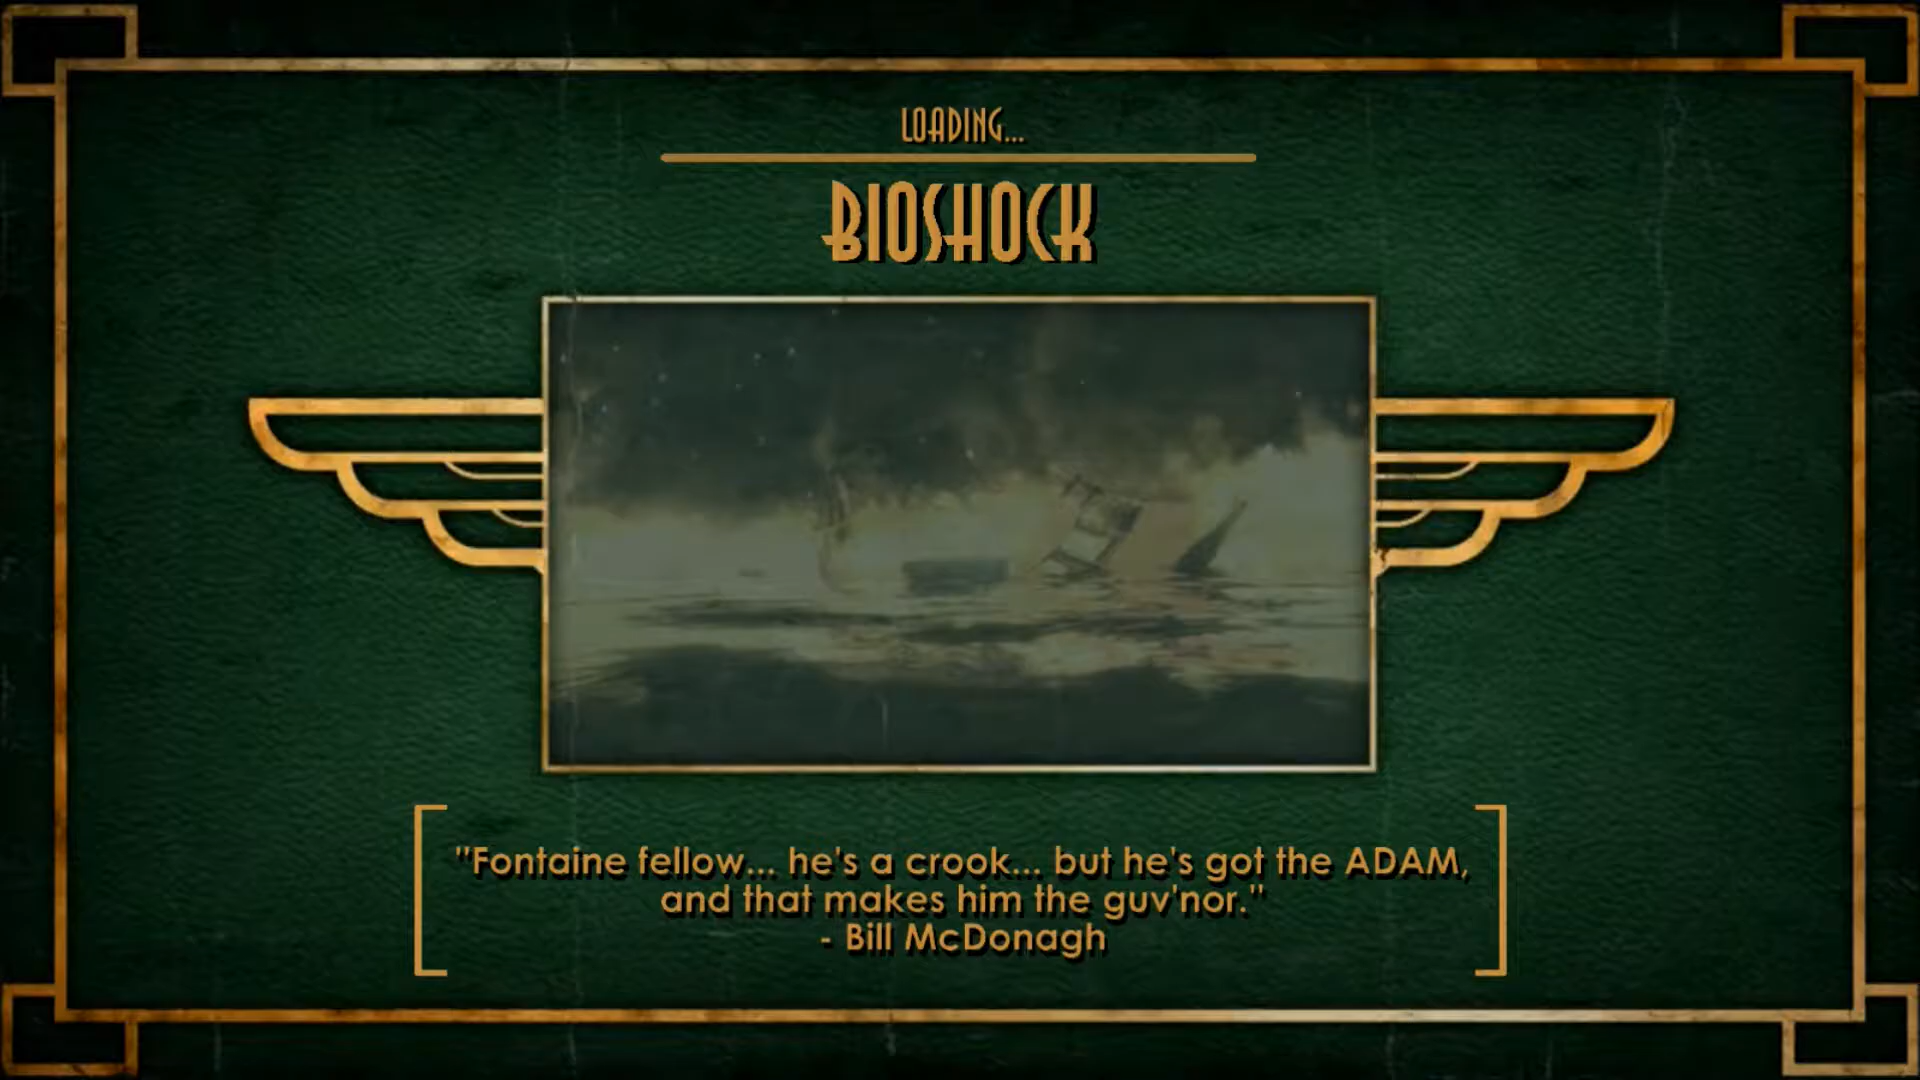 LOADING...
BIOSHOCK
"Fontaine fellow... he's a crook... but he's got the ADAM,
and that makes him the guv'nor."
- Bill McDonagh